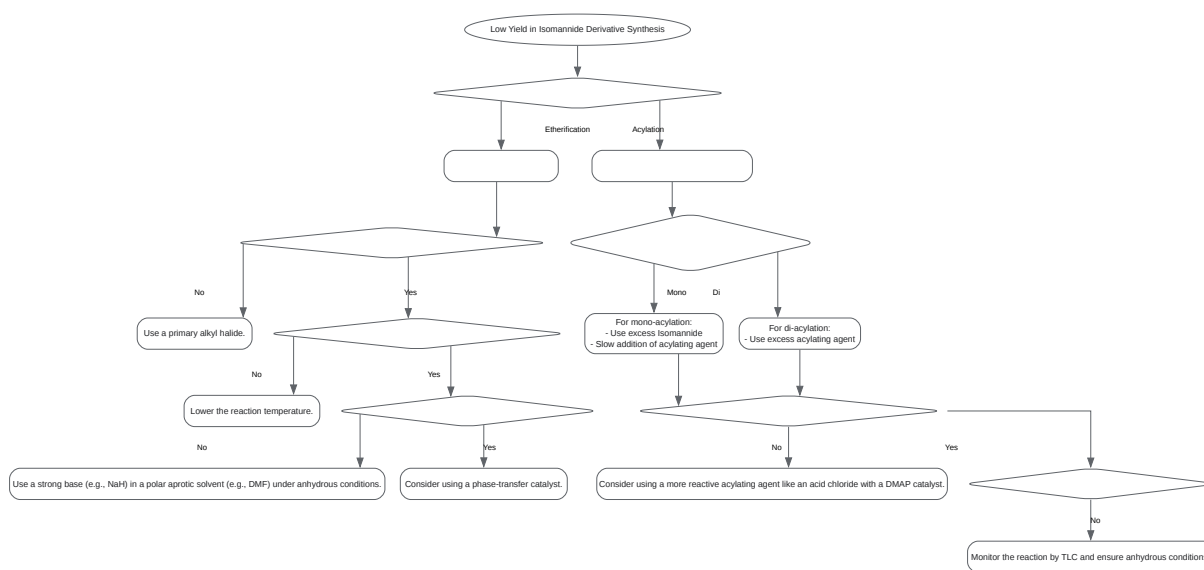 Low Yield in Isomannide Derivative Synthesis
Etherification
Acylation
No
Yes
Mono
Di
Use a primary alkyl halide.
For mono-acylation:
- Use excess Isomannide
- Slow addition of acylating agent
For di-acylation:
- Use excess acylating agent
No
Yes
Lower the reaction temperature.
No
Yes
No
Yes
Use a strong base (e.g., NaH) in a polar aprotic solvent (e.g., DMF) under anhydrous conditions.
Consider using a phase-transfer catalyst.
Consider using a more reactive acylating agent like an acid chloride with a DMAP catalyst.
No
Monitor the reaction by TLC and ensure anhydrous condition